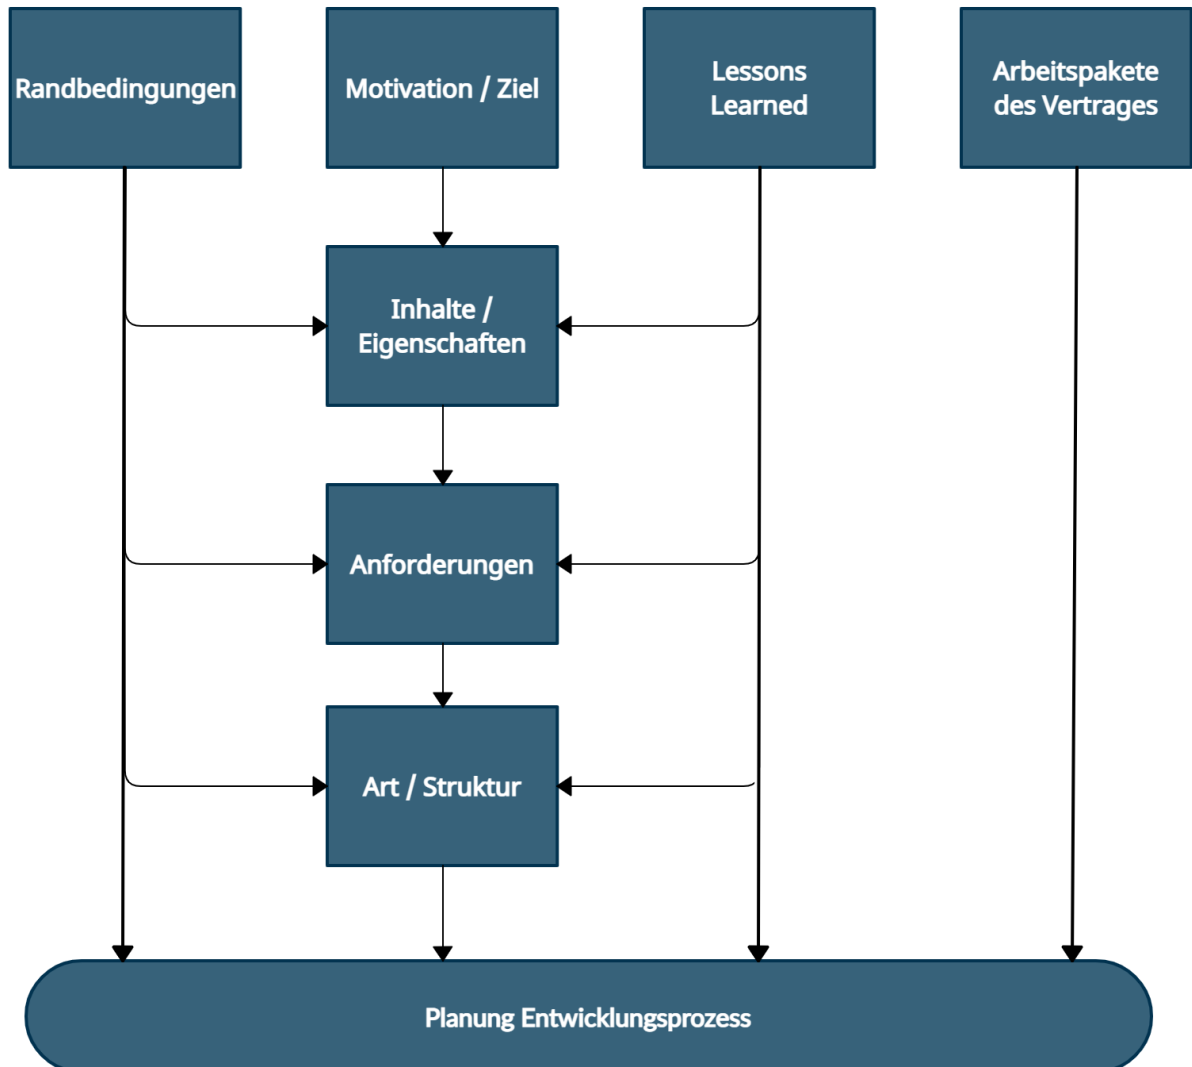 Randbedingungen
Motivation / Ziel
Lessons
Learned
Arbeitspakete
des Vertrages
Inhalte /
Eigenschaften
Anforderungen
Art / Struktur
Planung Entwicklungsprozess